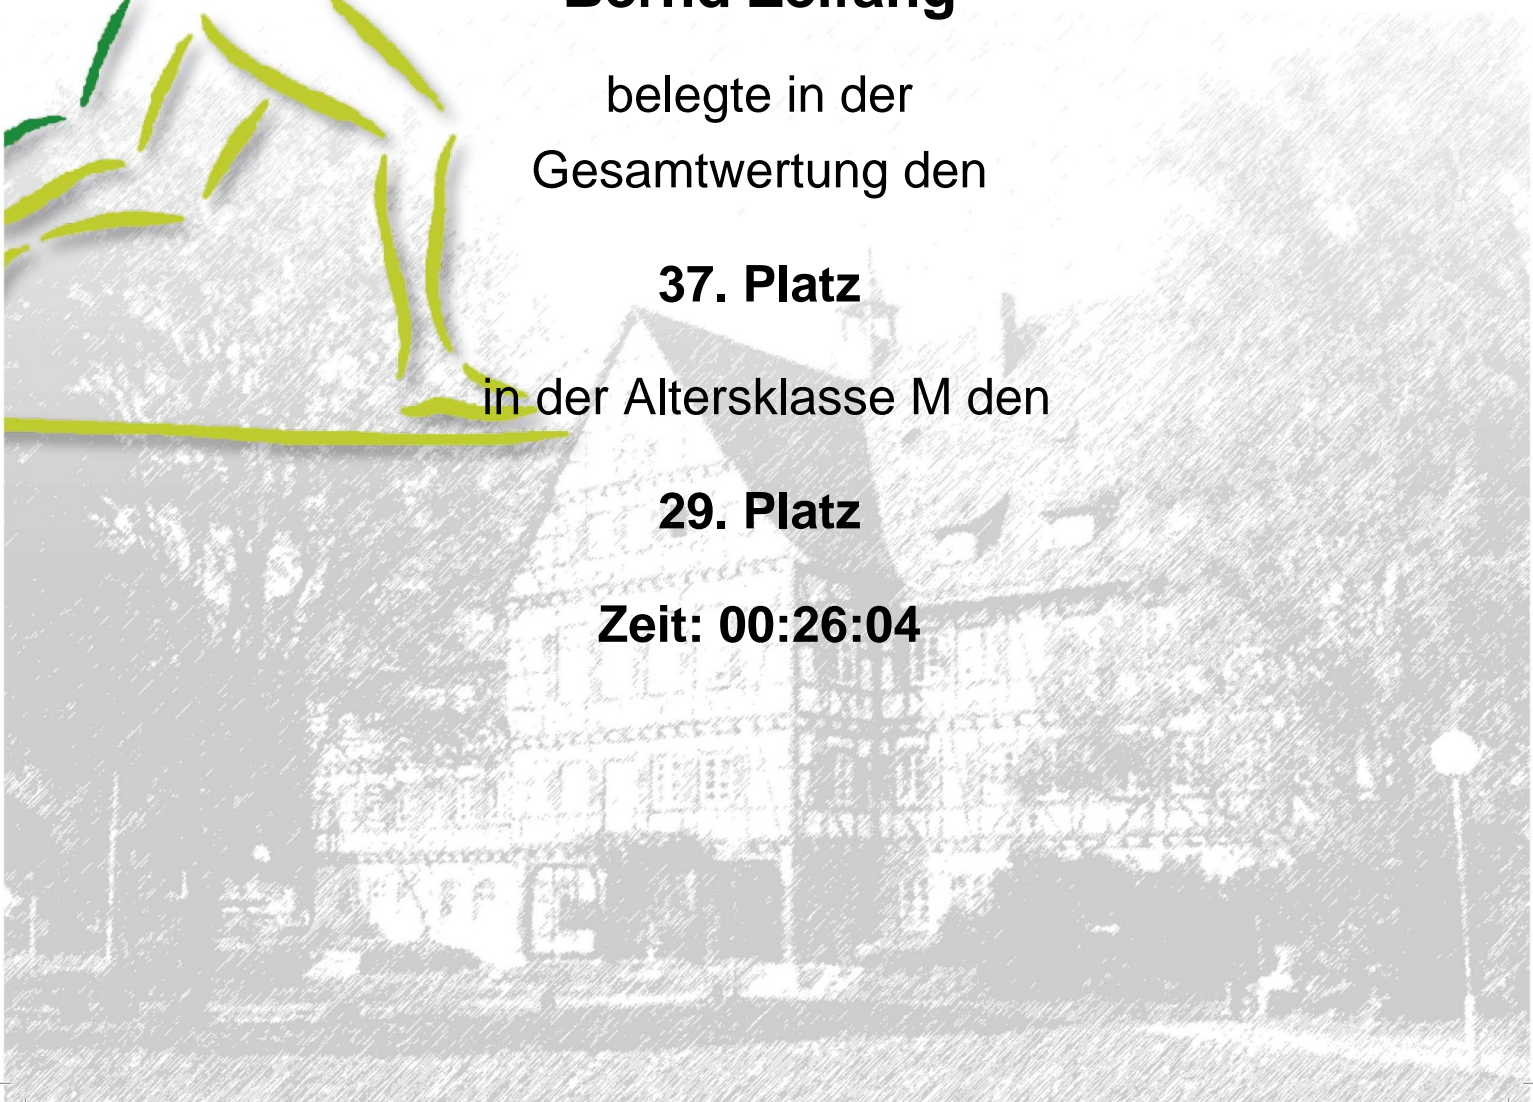 belegte in der
Gesamtwertung den
37. Platz
in der Altersklasse M den
29. Platz
Zeit: 00:26:04